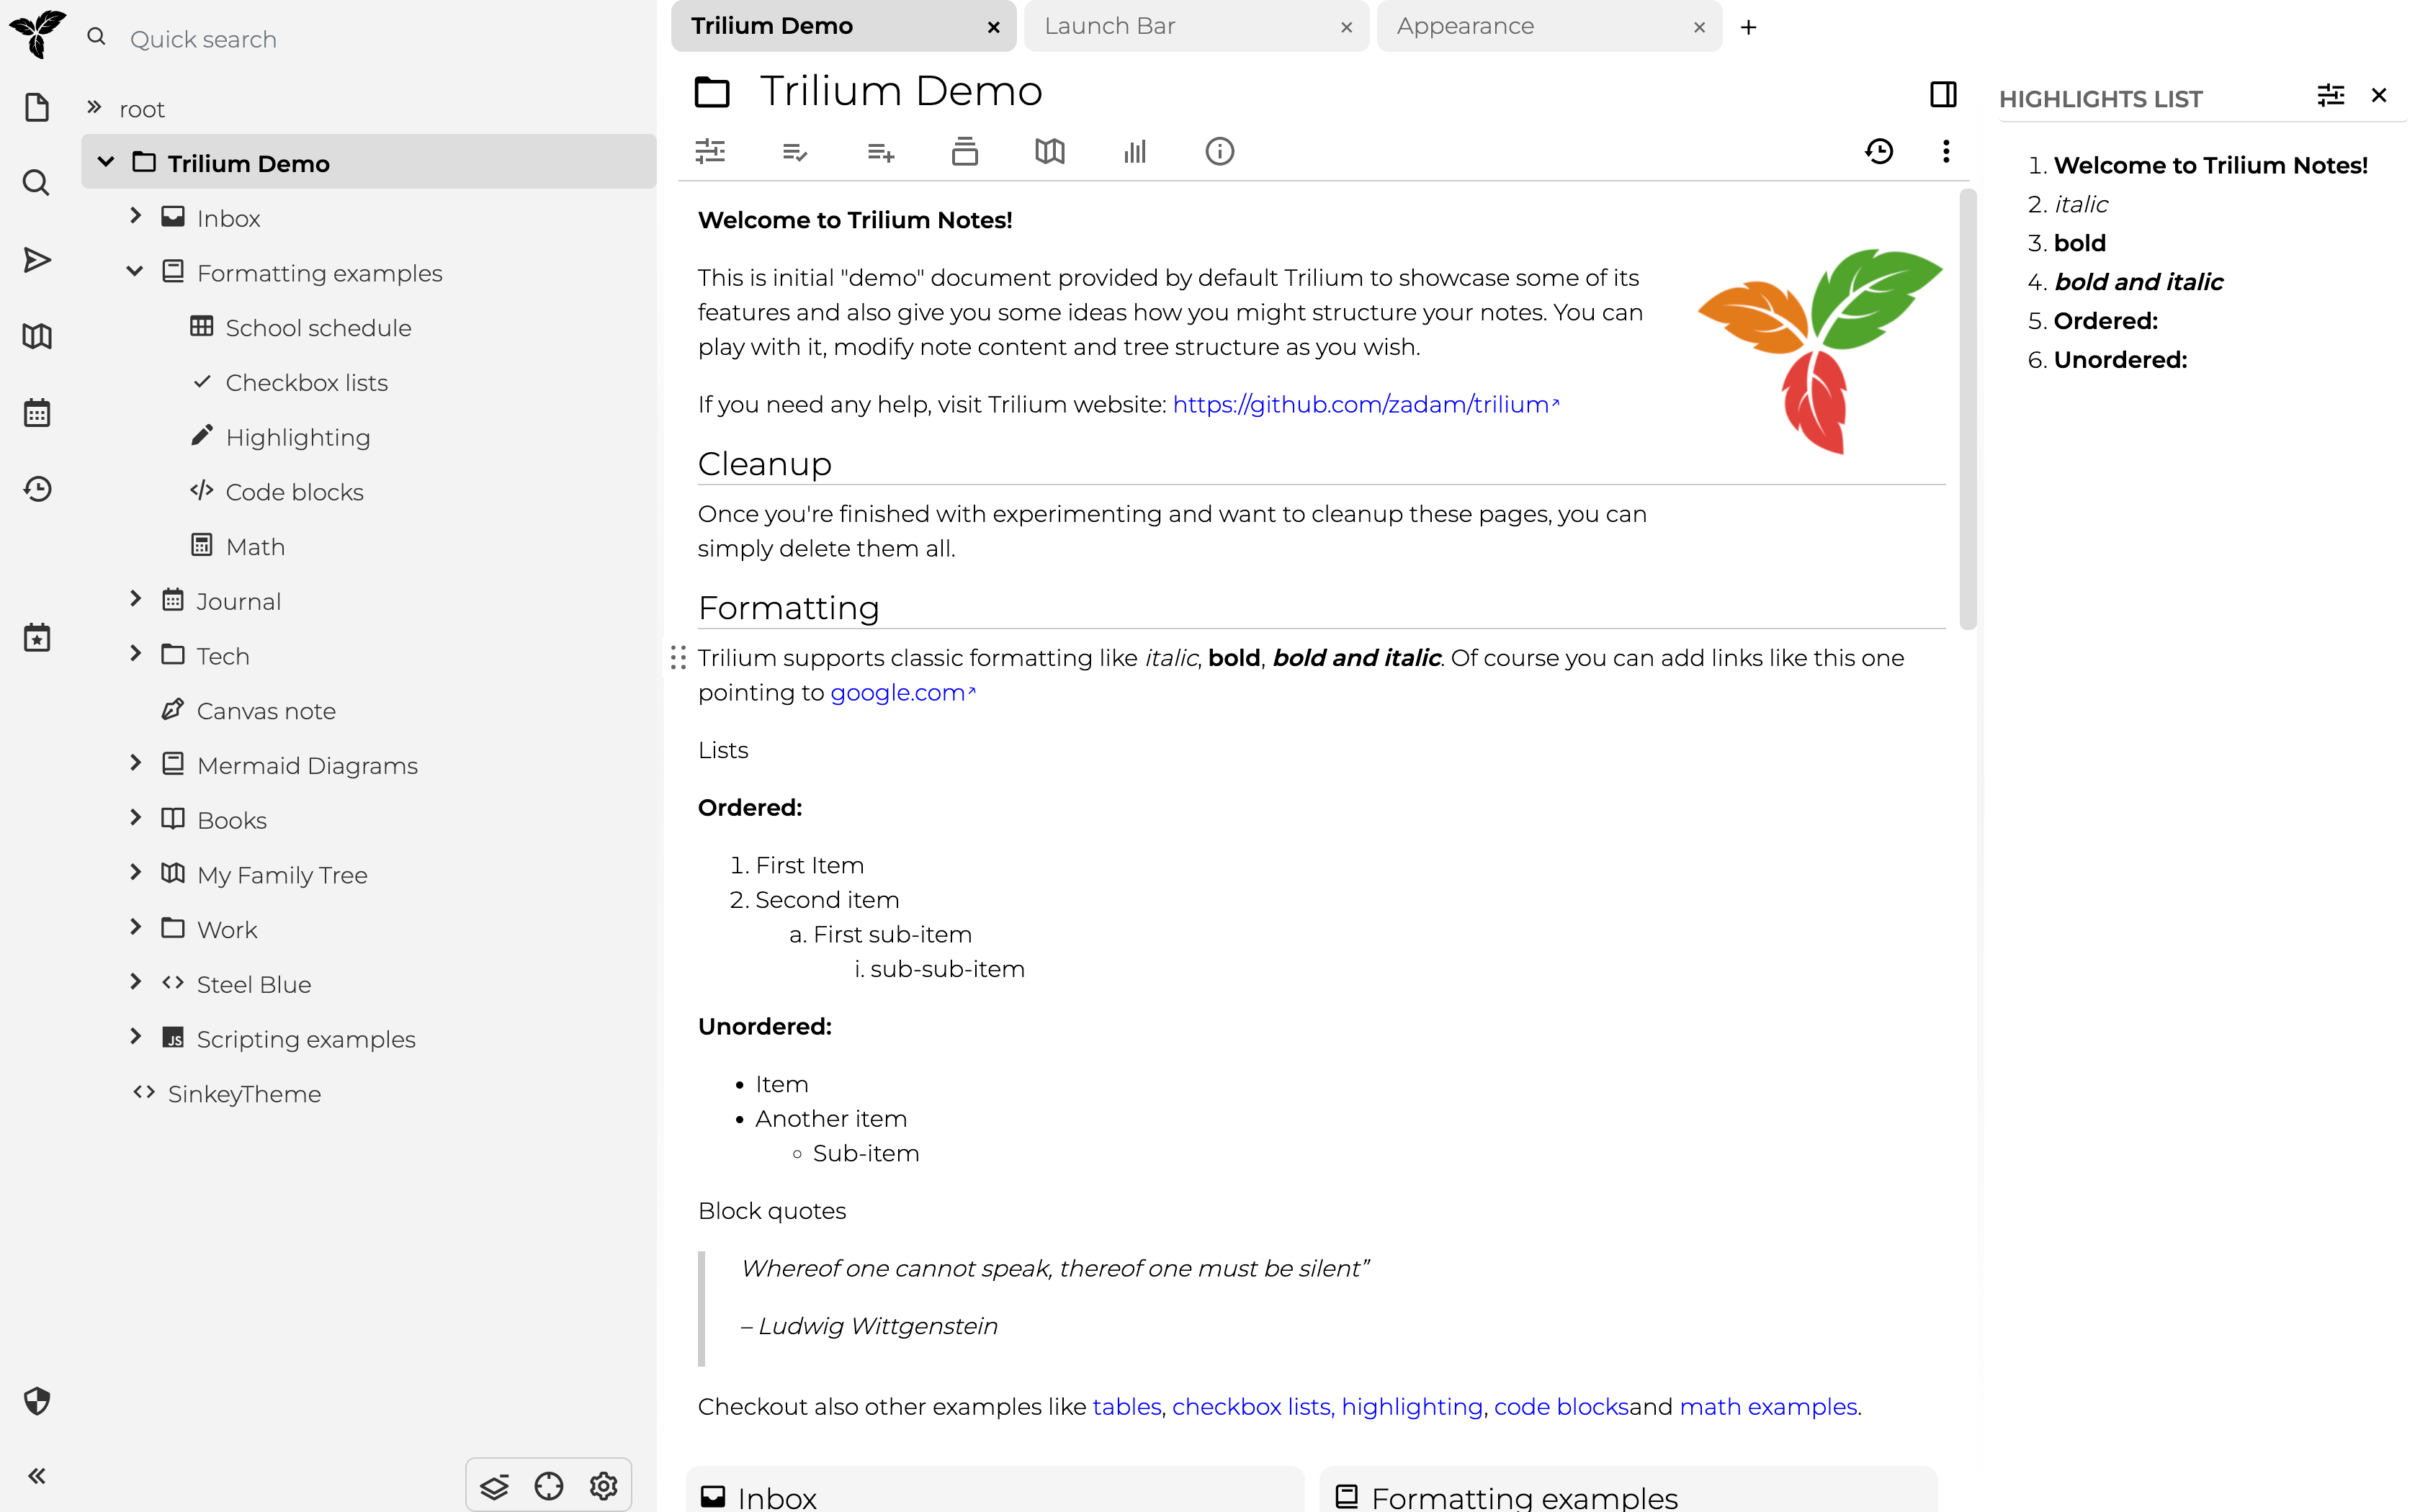 Quick search
root
Trilium Demo
Inbox
Formatting examples
School schedule
Checkbox lists
Highlighting
Code blocks
Math
Journal
Tech
Canvas note
Mermaid Diagrams
Books
My Family Tree
Work
Steel Blue
JS Scripting examples
SinkeyTheme
Trilium Demo
Launch Bar
Appearance
Trilium Demo
Welcome to Trilium Notes!
This is initial "demo" document provided by default Trilium to showcase some of its
features and also give you some ideas how you might structure your notes. You can
play with it, modify note content and tree structure as you wish.
If you need any help, visit Trilium website: https://github.com/zadam/trilium
Cleanup
Once you're finished with experimenting and want to cleanup these pages, you can
simply delete them all.
Formatting
Trilium supports classic formatting like italic, bold, bold and italic. Of course you can add links like this one
pointing to google.com
Lists
Ordered:
1. First Item
2. Second item
a. First sub-item
i. sub-sub-item
Unordered:
• Item
• Another item
◦ Sub-item
Block quotes
Whereof one cannot speak, thereof one must be silent”
– Ludwig Wittgenstein
Checkout also other examples like tables, checkbox lists, highlighting, code blocksand math examples.
Inbox
Formatting examples
HIGHLIGHTS LIST
1. Welcome to Trilium Notes!
2. italic
3. bold
4. bold and italic
5. Ordered:
6. Unordered: